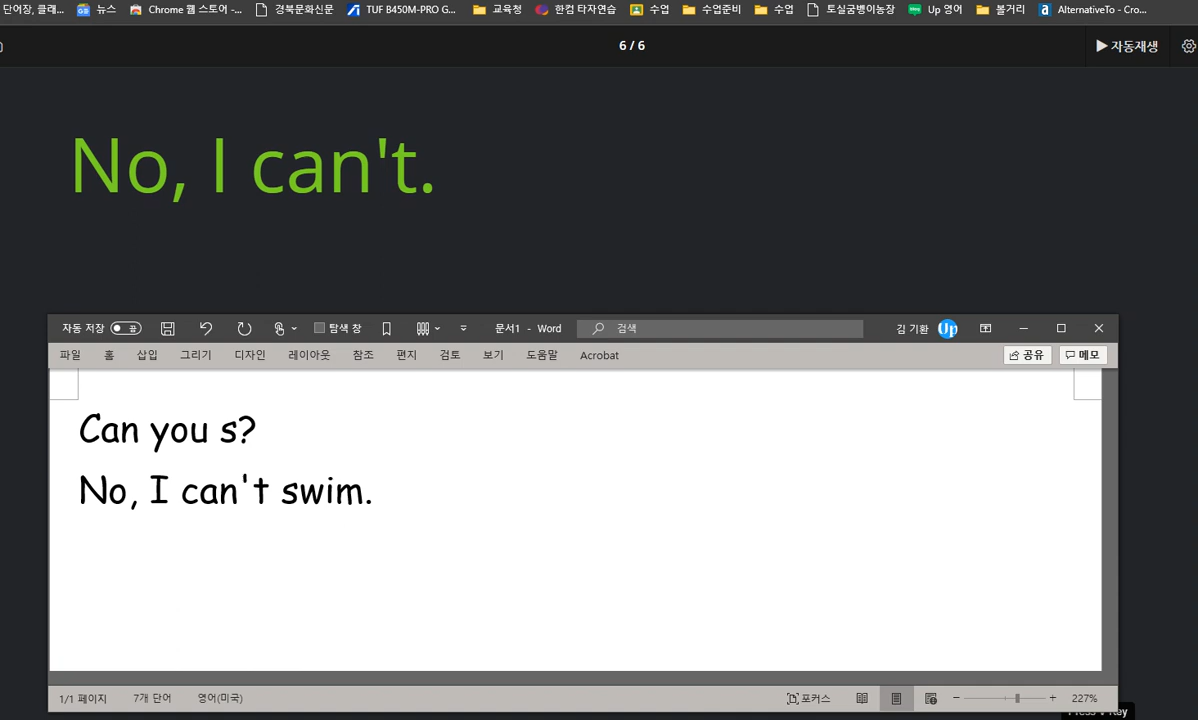 단어장, 클래... 뉴스 Chrome 웹 스토어 -... 경북문화신문 TUF B450M-PRO G... 교육청 한컴 타자연습 수업 수업준비 수업 토실굼벵이농장 Up 영어 볼거리 AlternativeTo - Cro...
6 / 6 ▶ 자동재생
No, I can't.
자동 저장 끔 탐색 창 문서1 - Word 검색 김 기환 Up
파일 홈 삽입 그리기 디자인 레이아웃 참조 편지 검토 보기 도움말 Acrobat 공유 메모
Can you s?
No, I can't swim.
1/1 페이지 7개 단어 영어(미국) 포커스 227%